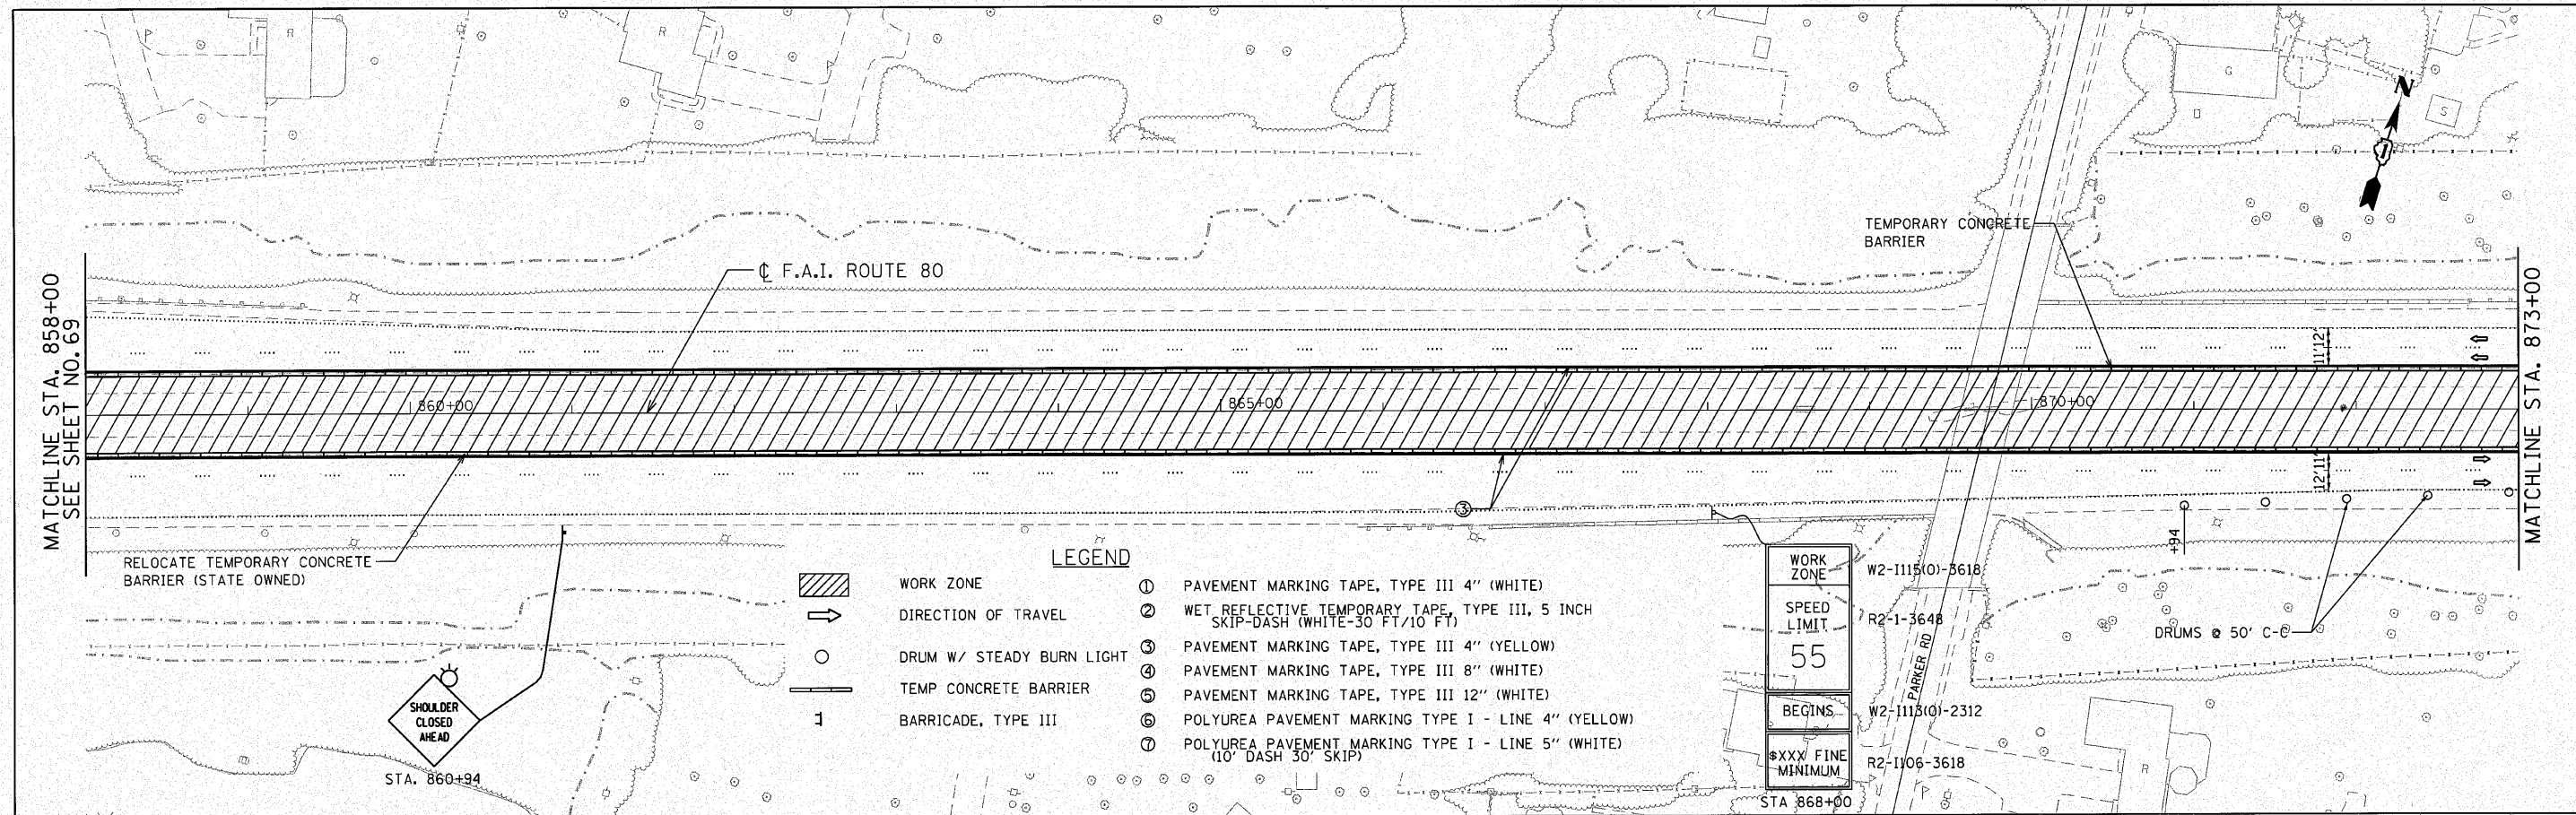 P
R
R
P
G
S
N
1
TEMPORARY CONCRETE
BARRIER
℄ F.A.I. ROUTE 80
MATCHLINE STA. 858+00
SEE SHEET NO. 69
MATCHLINE STA. 873+00
11'12'
860+00
865+00
870+00
12'11'
3
+94
RELOCATE TEMPORARY CONCRETE
BARRIER (STATE OWNED)
SHOULDER
CLOSED
AHEAD
STA. 860+94
LEGEND
WORK ZONE
DIRECTION OF TRAVEL
DRUM W/ STEADY BURN LIGHT
TEMP CONCRETE BARRIER
BARRICADE, TYPE III
① PAVEMENT MARKING TAPE, TYPE III 4" (WHITE)
② WET REFLECTIVE TEMPORARY TAPE, TYPE III, 5 INCH
SKIP-DASH (WHITE-30 FT/10 FT)
③ PAVEMENT MARKING TAPE, TYPE III 4" (YELLOW)
④ PAVEMENT MARKING TAPE, TYPE III 8" (WHITE)
⑤ PAVEMENT MARKING TAPE, TYPE III 12" (WHITE)
⑥ POLYUREA PAVEMENT MARKING TYPE I - LINE 4" (YELLOW)
⑦ POLYUREA PAVEMENT MARKING TYPE I - LINE 5" (WHITE)
(10' DASH 30' SKIP)
WORK
ZONE
W2-I115(0)-3618
SPEED
LIMIT
55
R2-1-3648
BEGINS
W2-I113(0)-2312
$XXX FINE
MINIMUM
R2-I106-3618
STA 868+00
PARKER RD
DRUMS @ 50' C-C
P
R